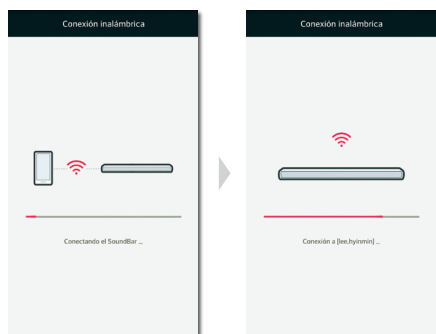 Conexión inalámbrica
Conectando el SoundBar ...
Conexión inalámbrica
Conexión a [lee,hyinmin] ...